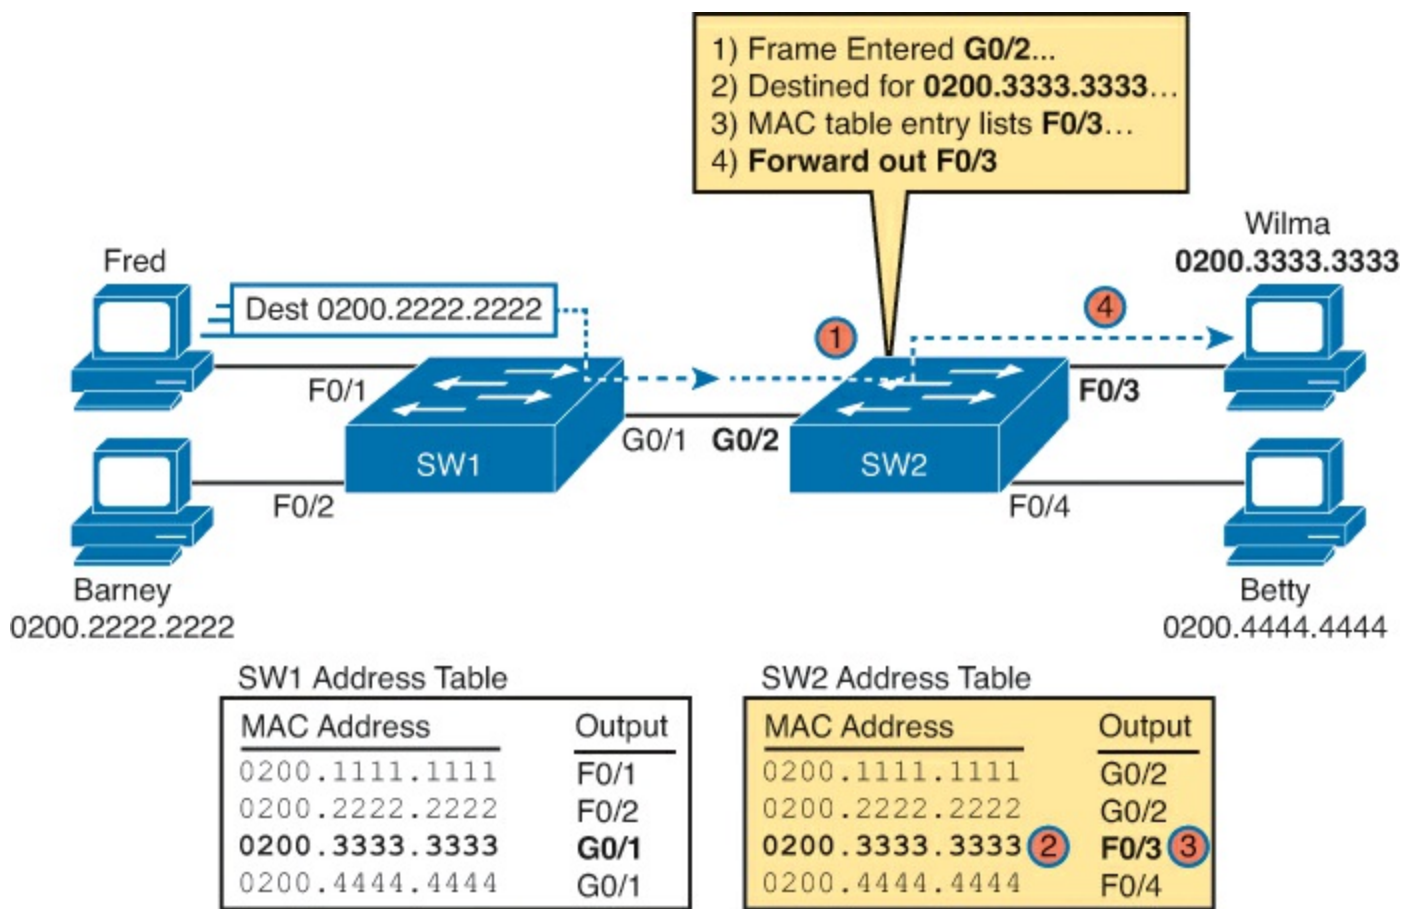 1) Frame Entered G0/2...
2) Destined for 0200.3333.3333...
3) MAC table entry lists F0/3...
4) Forward out F0/3
Wilma
0200.3333.3333
Fred
Dest 0200.2222.2222
1
4
F0/1
F0/3
G0/1 G0/2
SW1
SW2
F0/2
F0/4
Barney
0200.2222.2222
Betty
0200.4444.4444
SW1 Address Table
MAC Address Output
0200.1111.1111 F0/1
0200.2222.2222 F0/2
0200.3333.3333 G0/1
0200.4444.4444 G0/1
SW2 Address Table
MAC Address Output
0200.1111.1111 G0/2
0200.2222.2222 G0/2
0200.3333.3333 2 F0/3 3
0200.4444.4444 F0/4